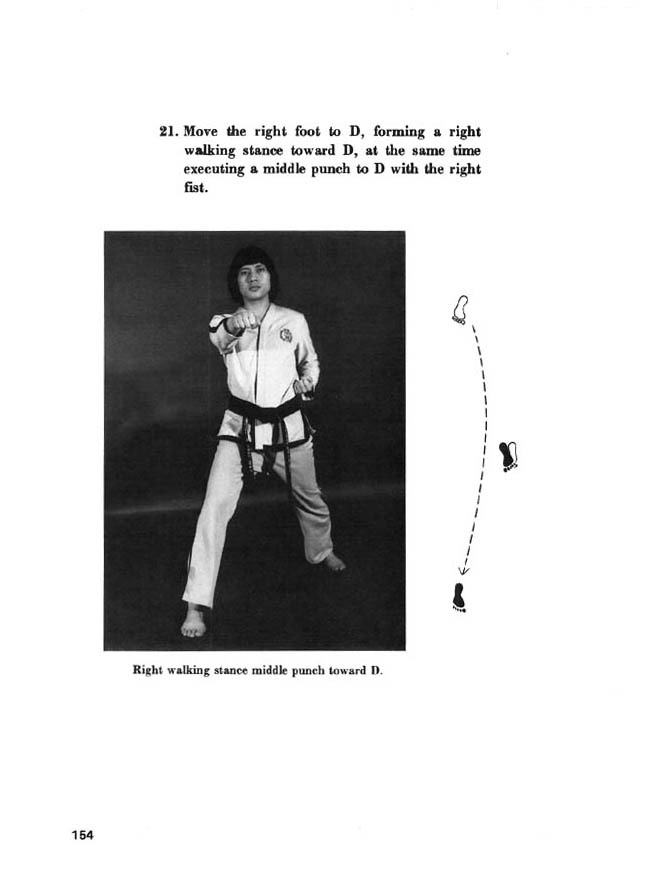 21. Move the right foot to D, forming a right
walking stance toward D, at the same time
executing a middle punch to D with the right
fist.
Right walking stance middle punch toward D.
154